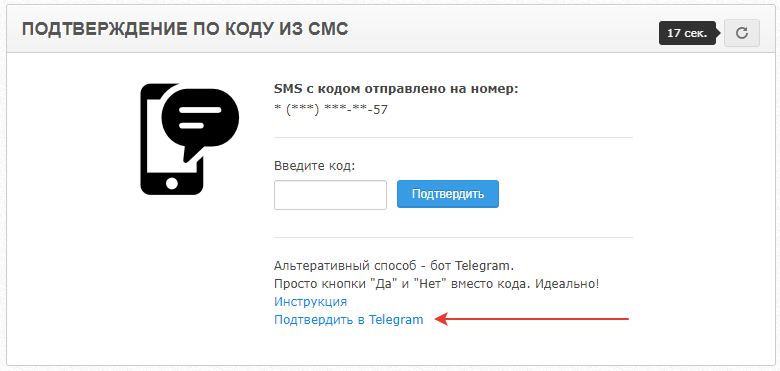 ПОДТВЕРЖДЕНИЕ ПО КОДУ ИЗ СМС
17 сек.
SMS с кодом отправлено на номер:
* (***) ***-**-57
Введите код:
Подтвердить
Альтеративный способ - бот Telegram.
Просто кнопки "Да" и "Нет" вместо кода. Идеально!
Инструкция
Подтвердить в Telegram